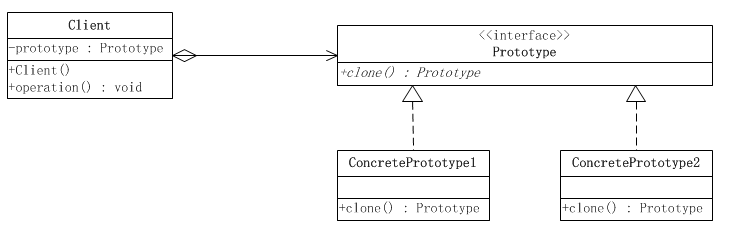 Client
-prototype : Prototype
+Client()
+operation() : void
<<interface>>
Prototype
+clone() : Prototype
ConcretePrototype1
+clone() : Prototype
ConcretePrototype2
+clone() : Prototype